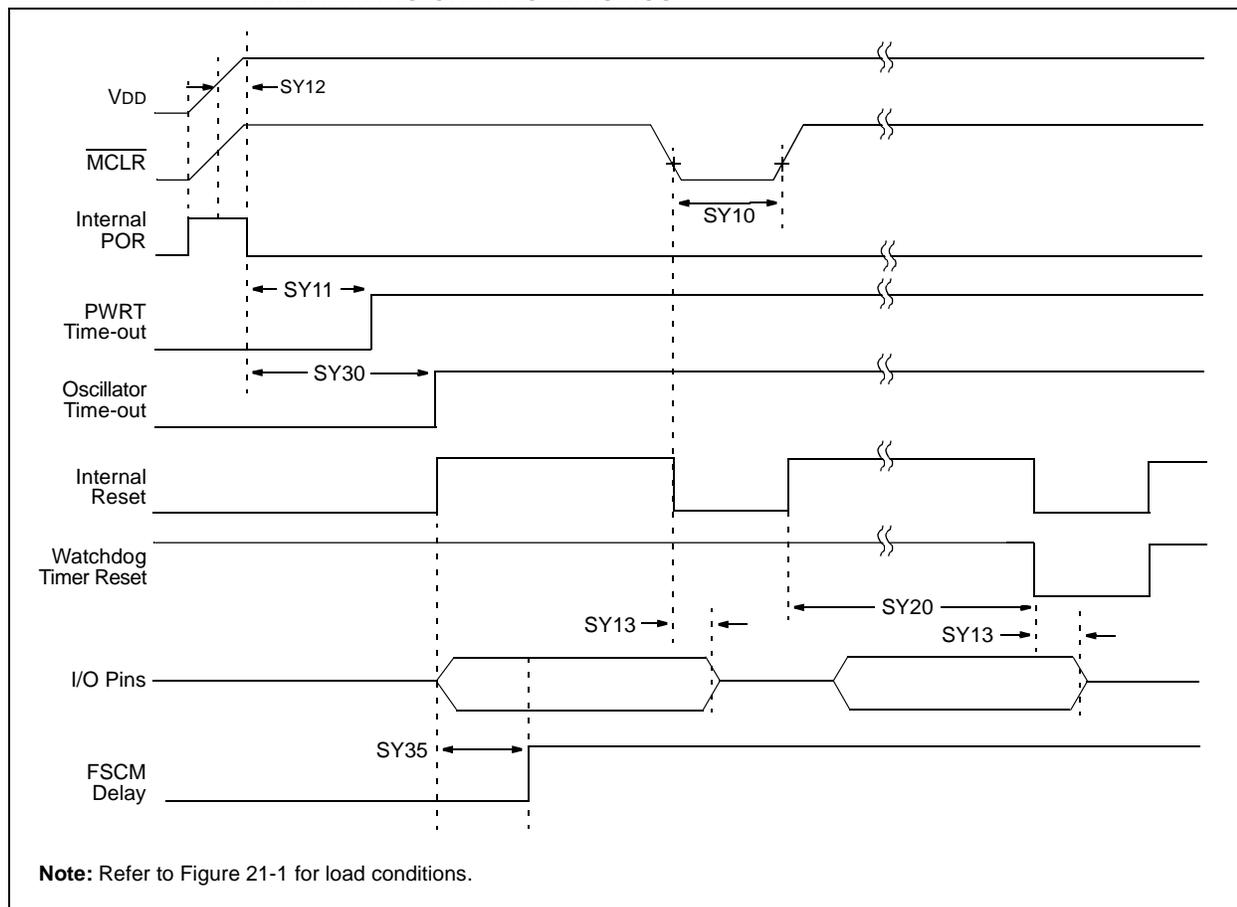 VDD
SY12
MCLR
SY10
Internal
POR
SY11
PWRT
Time-out
SY30
Oscillator
Time-out
Internal
Reset
Watchdog
Timer Reset
SY20
SY13
SY13
I/O Pins
SY35
FSCM
Delay
Note: Refer to Figure 21-1 for load conditions.